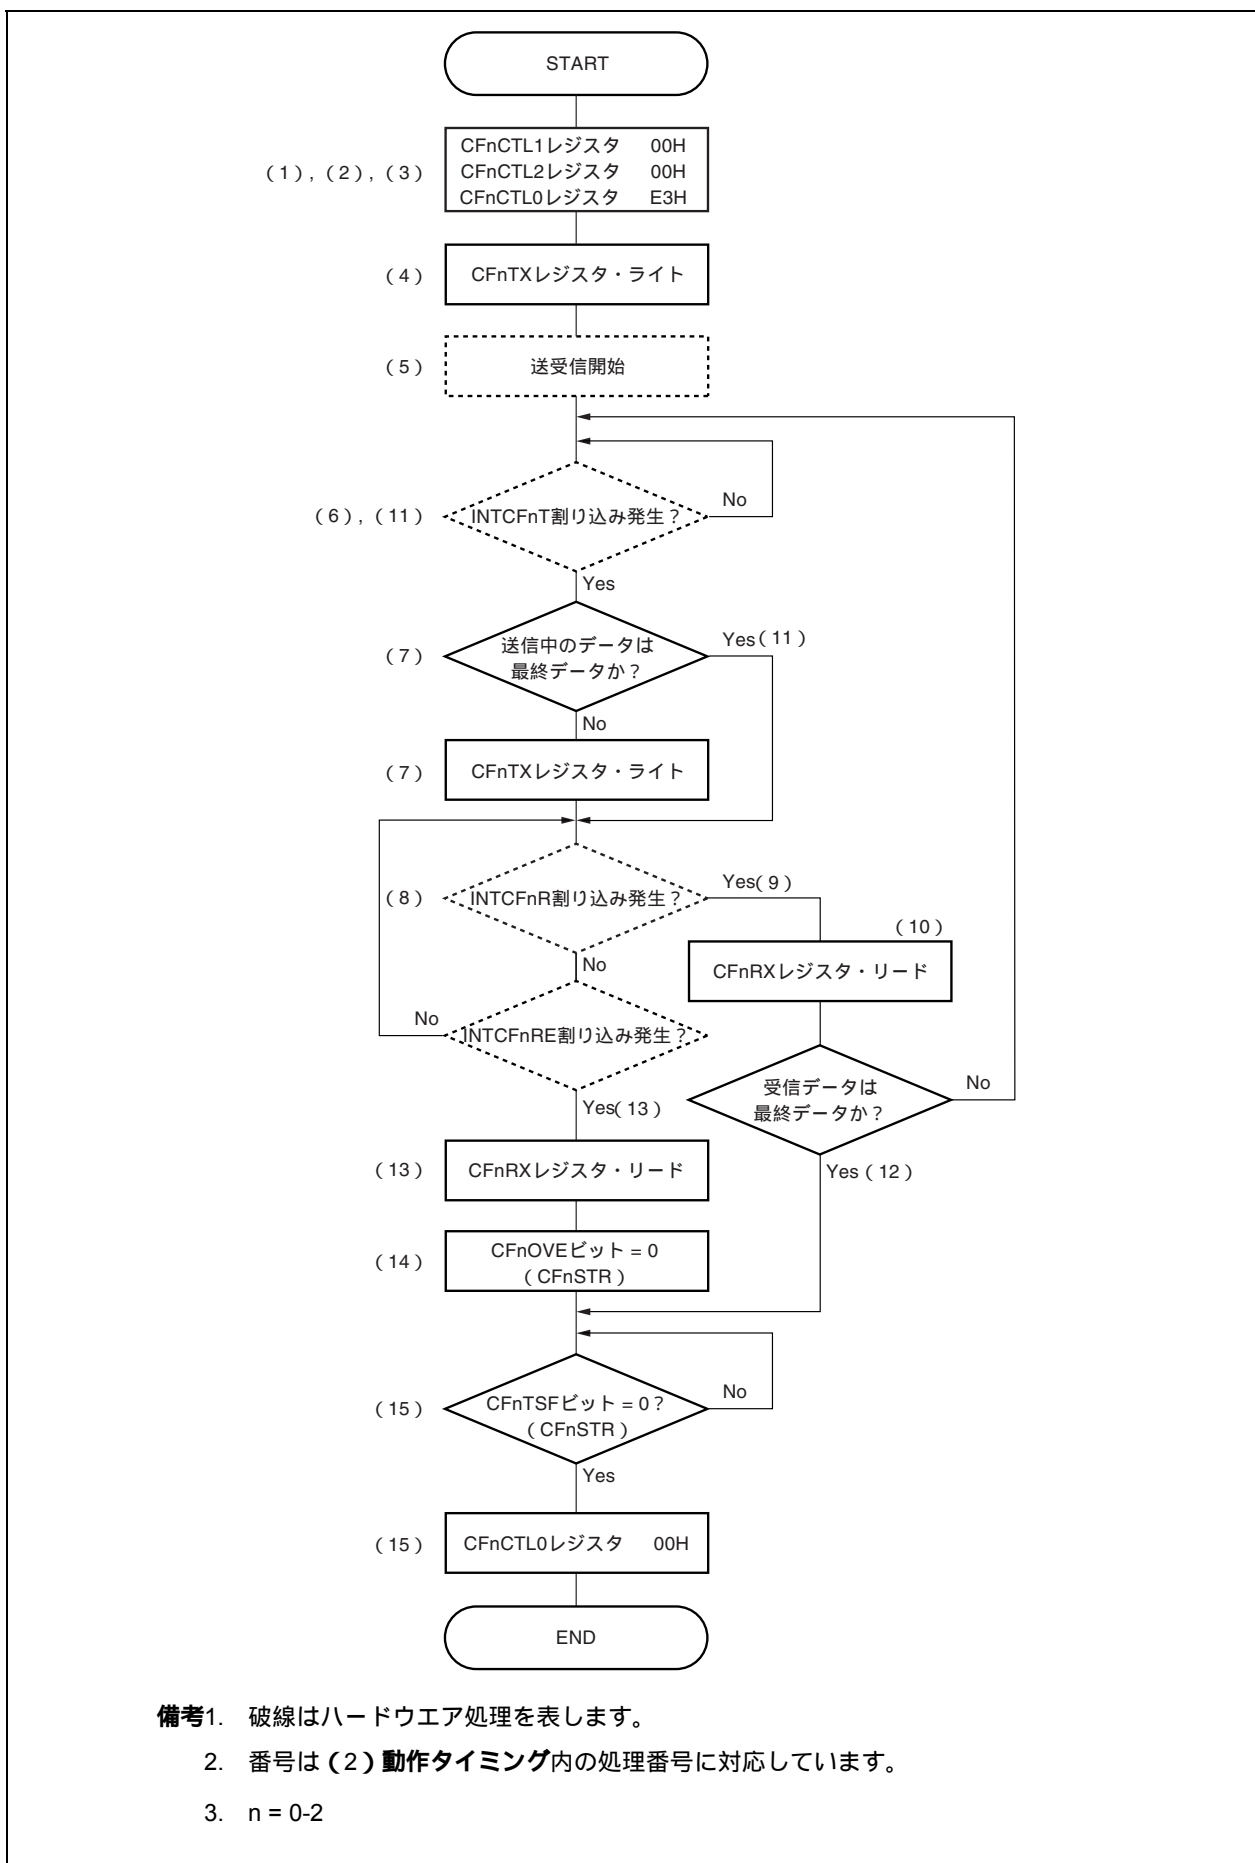 START
(1),(2),(3)
CFnCTL1レジスタ 00H
CFnCTL2レジスタ 00H
CFnCTL0レジスタ E3H
(4)
CFnTXレジスタ・ライト
(5)
送受信開始
(6),(11)
INTCFnT割り込み発生?
No
Yes
(7)
送信中のデータは
最終データか?
Yes(11)
No
(7)
CFnTXレジスタ・ライト
(8)
INTCFnR割り込み発生?
Yes(9)
(10)
CFnRXレジスタ・リード
No
No
INTCFnRE割り込み発生?
受信データは
最終データか?
No
Yes(13)
Yes(12)
(13)
CFnRXレジスタ・リード
(14)
CFnOVEビット = 0
(CFnSTR)
(15)
CFnTSFビット = 0?
(CFnSTR)
No
Yes
(15)
CFnCTL0レジスタ 00H
END
備考1. 破線はハードウエア処理を表します。
2. 番号は(2)動作タイミング内の処理番号に対応しています。
3. n = 0-2